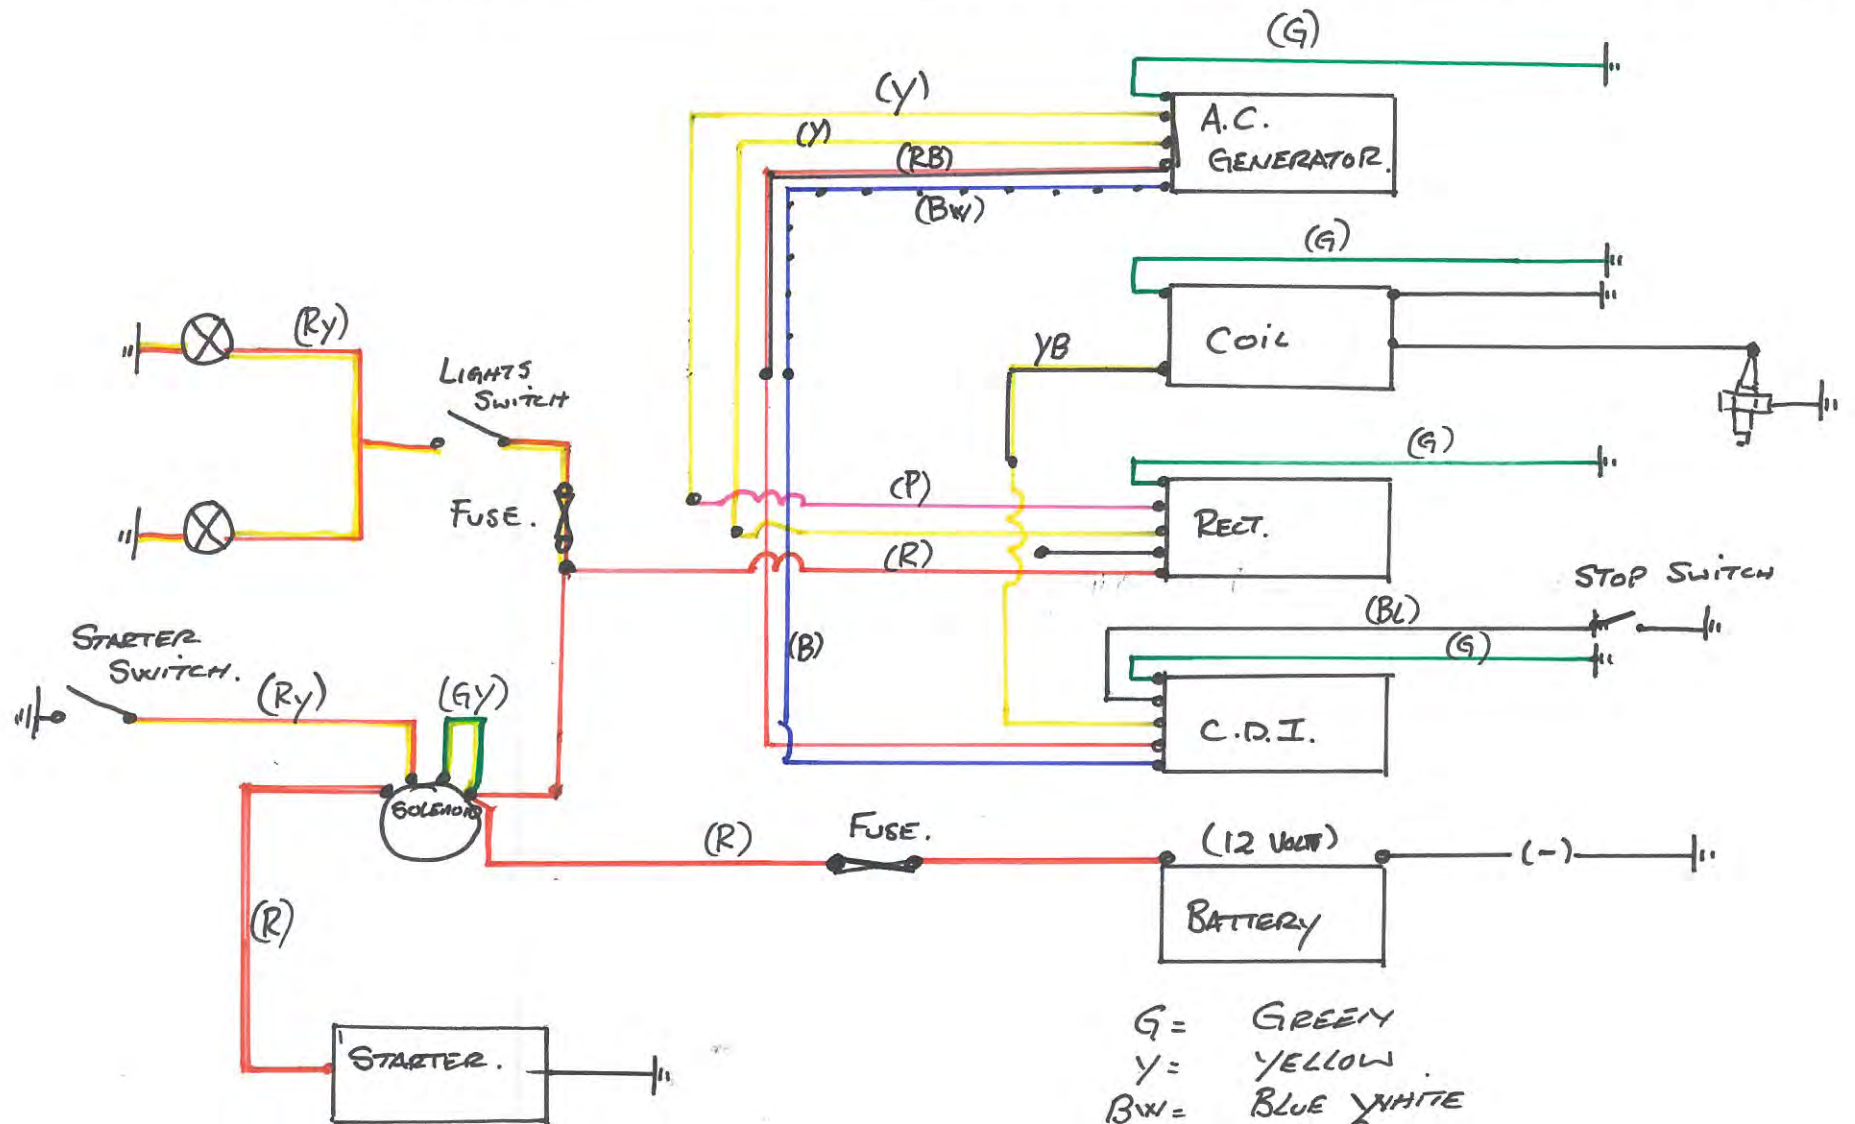 (G)
(Y)
A.C.
GENERATOR.
(Y)
(RB)
(BW)
(G)
(RY)
COIL
YB
LIGHTS
SWITCH
(G)
(P)
FUSE.
RECT.
(R)
STOP SWITCH
(BL)
STARTER
SWITCH.
(B)
(G)
(RY)
(GY)
C.D.I.
SOLENOID
FUSE.
(R)
(12 VOLT)
(-)
(R)
BATTERY
G= GREEN
STARTER.
Y= YELLOW
BW= BLUE WHITE